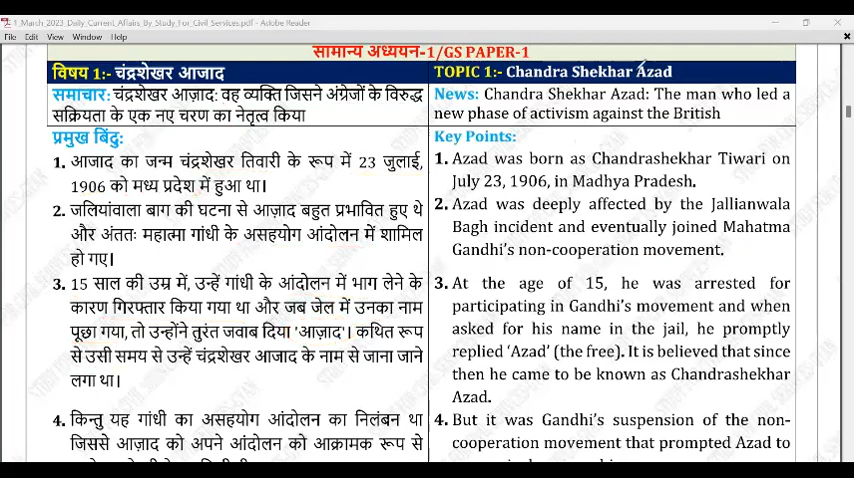 1_March_2023_Daily_Current_Affairs_By_Study_For_Civil_Services.pdf - Adobe Reader
File Edit View Window Help
सामान्य अध्ययन-1/GS PAPER-1
विषय 1:- चंद्रशेखर आजाद
समाचार: चंद्रशेखर आज़ाद: वह व्यक्ति जिसने अंग्रेजों के विरुद्ध
सक्रियता के एक नए चरण का नेतृत्व किया
प्रमुख बिंदु:
1. आजाद का जन्म चंद्रशेखर तिवारी के रूप में 23 जुलाई,
1906 को मध्य प्रदेश में हुआ था।
2. जलियांवाला बाग की घटना से आज़ाद बहुत प्रभावित हुए थे
और अंततः महात्मा गांधी के असहयोग आंदोलन में शामिल
हो गए।
3. 15 साल की उम्र में, उन्हें गांधी के आंदोलन में भाग लेने के
कारण गिरफ्तार किया गया था और जब जेल में उनका नाम
पूछा गया, तो उन्होंने तुरंत जवाब दिया 'आज़ाद'। कथित रूप
से उसी समय से उन्हें चंद्रशेखर आजाद के नाम से जाना जाने
लगा था।
4. किन्तु यह गांधी का असहयोग आंदोलन का निलंबन था
जिससे आज़ाद को अपने आंदोलन को आक्रामक रूप से
TOPIC 1:- Chandra Shekhar Azad
News: Chandra Shekhar Azad: The man who led a
new phase of activism against the British
Key Points:
1. Azad was born as Chandrashekhar Tiwari on
July 23, 1906, in Madhya Pradesh.
2. Azad was deeply affected by the Jallianwala
Bagh incident and eventually joined Mahatma
Gandhi's non-cooperation movement.
3. At the age of 15, he was arrested for
participating in Gandhi's movement and when
asked for his name in the jail, he promptly
replied 'Azad' (the free). It is believed that since
then he came to be known as Chandrashekhar
Azad.
4. But it was Gandhi's suspension of the non-
cooperation movement that prompted Azad to